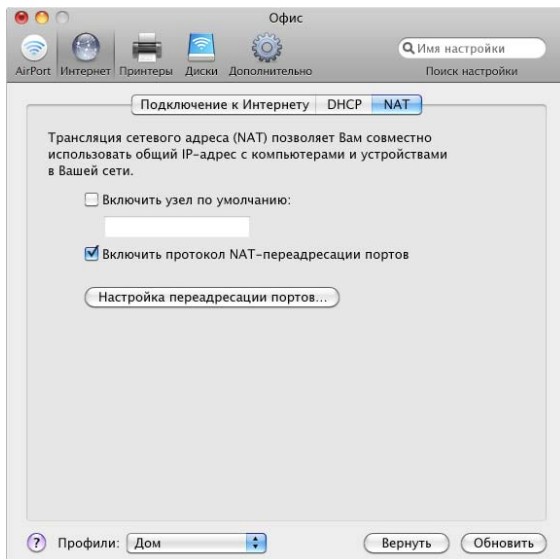 Офис
Имя настройки
AirPort Интернет Принтеры Диски Дополнительно Поиск настройки
Подключение к Интернету DHCP NAT
Трансляция сетевого адреса (NAT) позволяет Вам совместно
использовать общий IP-адрес с компьютерами и устройствами
в Вашей сети.
Включить узел по умолчанию:
Включить протокол NAT-переадресации портов
Настройка переадресации портов...
? Профили: Дом Вернуть Обновить